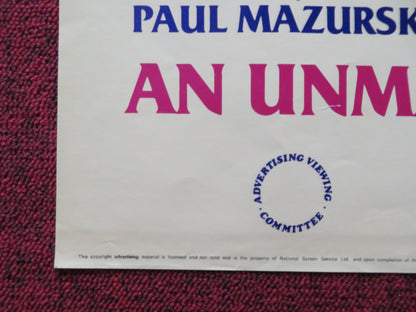 PAUL MAZURSK
AN UNMA
· ADVERTISING VIEWING ·
COMMITTEE
This copyright advertising material is licensed and not sold and is the property of National Screen Service Ltd. and upon completion of